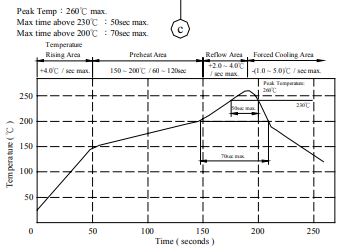 Peak Temp : 260℃ max.
Max time above 230℃ : 50sec max.
Max time above 200℃ : 70sec max.
c
Temperature
Rising Area
Preheat Area
Reflow Area
Forced Cooling Area
+4.0℃ / sec max.
150 ~ 200℃ / 60 ~ 120sec
+2.0 ~ 4.0℃
/ sec max.
-(1.0 ~ 5.0)℃ / sec max.
Peak Temperature:
260℃
250
230℃
50sec max.
200
150
70sec max.
100
50
Temperature ( ℃ )
0
50
100
150
200
250
Time ( seconds )